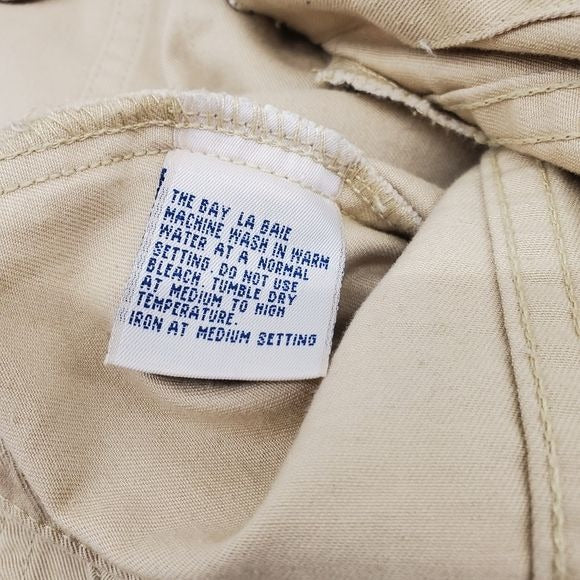 THE BAY LA BAIE
MACHINE WASH IN WARM
WATER AT A NORMAL
SETTING. DO NOT USE
BLEACH. TUMBLE DRY
AT MEDIUM TO HIGH
TEMPERATURE.
IRON AT MEDIUM SETTING